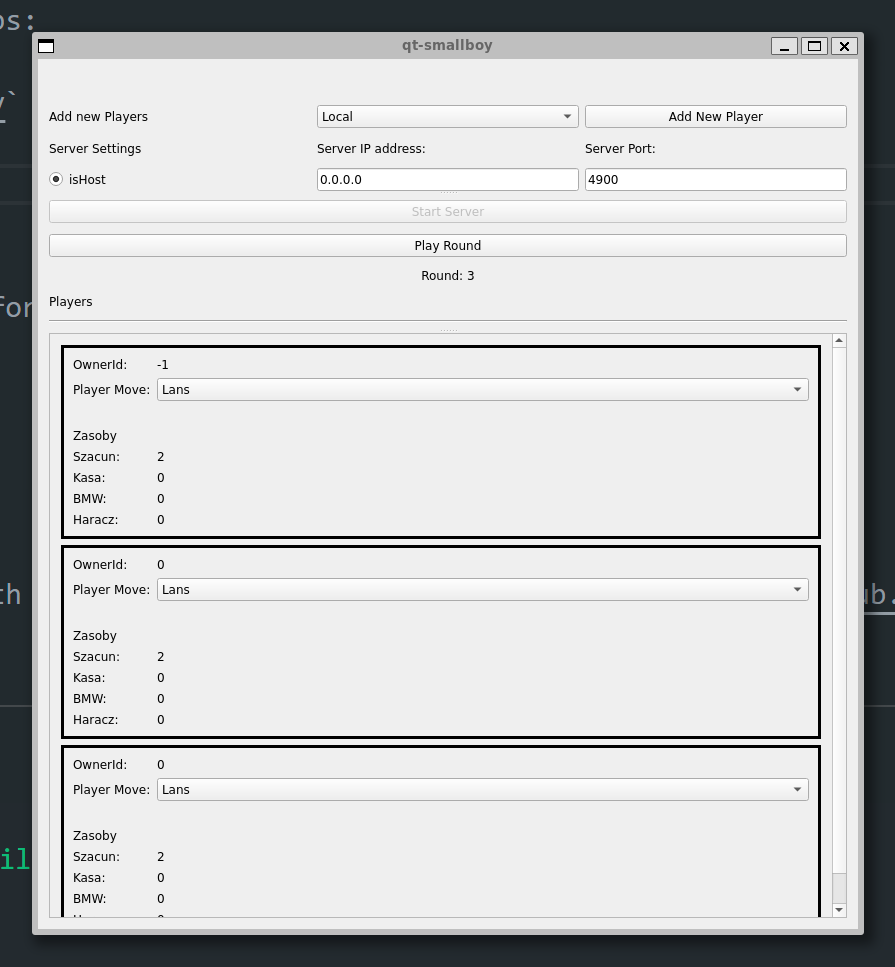 os:
qt-smallboy
Add new Players Local Add New Player
Server Settings Server IP address: Server Port:
isHost 0.0.0.0 4900
Start Server
Play Round
Round: 3
for
Players
OwnerId: -1
Player Move: Lans
Zasoby
Szacun: 2
Kasa: 0
BMW: 0
Haracz: 0
OwnerId: 0
Player Move: Lans
th
ub.
Zasoby
Szacun: 2
Kasa: 0
BMW: 0
Haracz: 0
OwnerId: 0
Player Move: Lans
Zasoby
Szacun: 2
il
Kasa: 0
BMW: 0